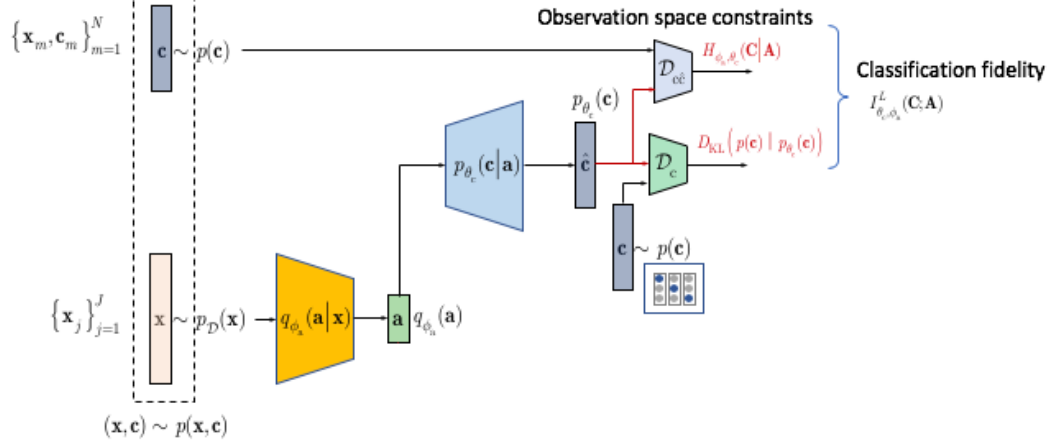 Observation space constraints
{x_m, c_m}_{m=1}^N
c ~ p(c)
D_{cĉ}
H_{φ_a,θ_c}(C|A)
Classification fidelity
I^L_{θ_c,φ_a}(C;A)
p_{θ_c}(c)
p_{θ_c}(c|a)
ĉ
D_c
D_KL(p(c) | p_{θ_c}(c))
c ~ p(c)
{x_j}_{j=1}^J
x ~ p_D(x)
q_{φ_a}(a|x)
a q_{φ_a}(a)
(x,c) ~ p(x,c)